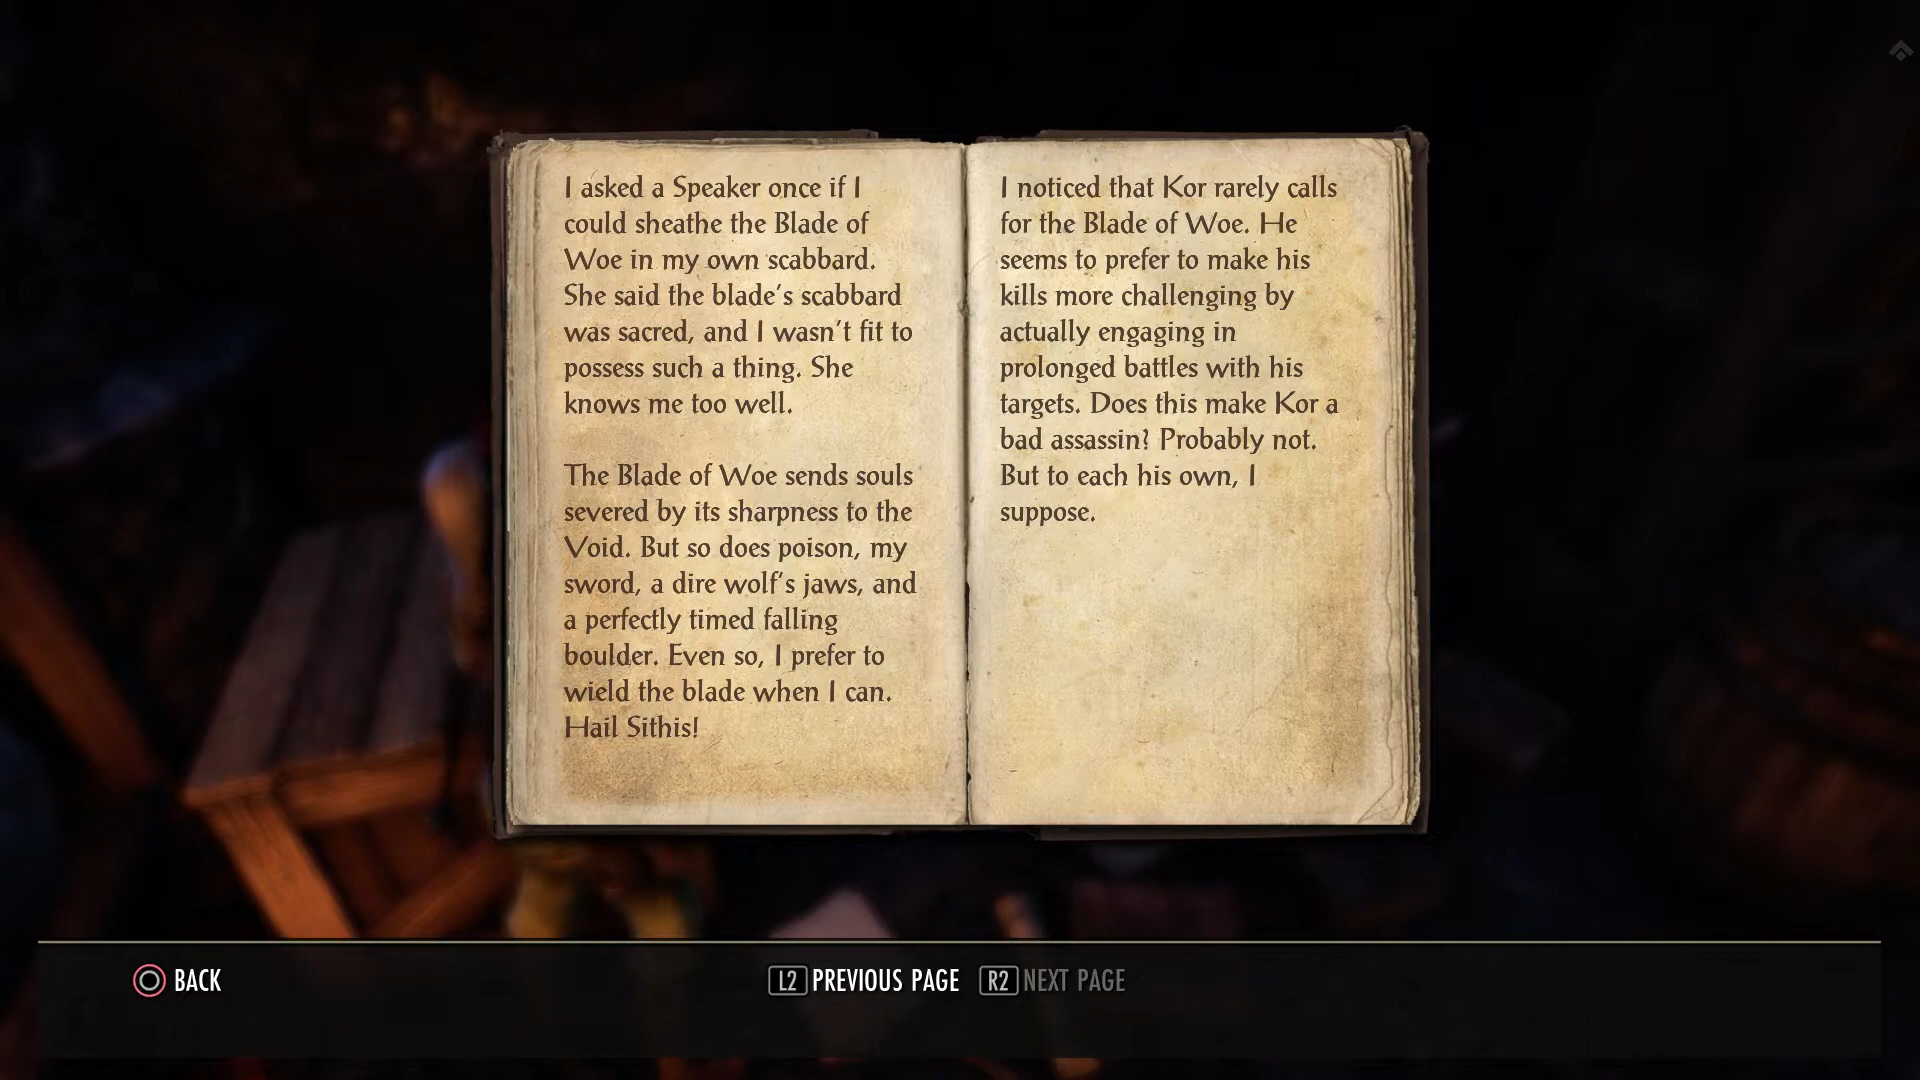 I asked a Speaker once if I
could sheathe the Blade of
Woe in my own scabbard.
She said the blade's scabbard
was sacred, and I wasn't fit to
possess such a thing. She
knows me too well.
The Blade of Woe sends souls
severed by its sharpness to the
Void. But so does poison, my
sword, a dire wolf's jaws, and
a perfectly timed falling
boulder. Even so, I prefer to
wield the blade when I can.
Hail Sithis!
I noticed that Kor rarely calls
for the Blade of Woe. He
seems to prefer to make his
kills more challenging by
actually engaging in
prolonged battles with his
targets. Does this make Kor a
bad assassin? Probably not.
But to each his own, I
suppose.
BACK
L2 PREVIOUS PAGE R2 NEXT PAGE